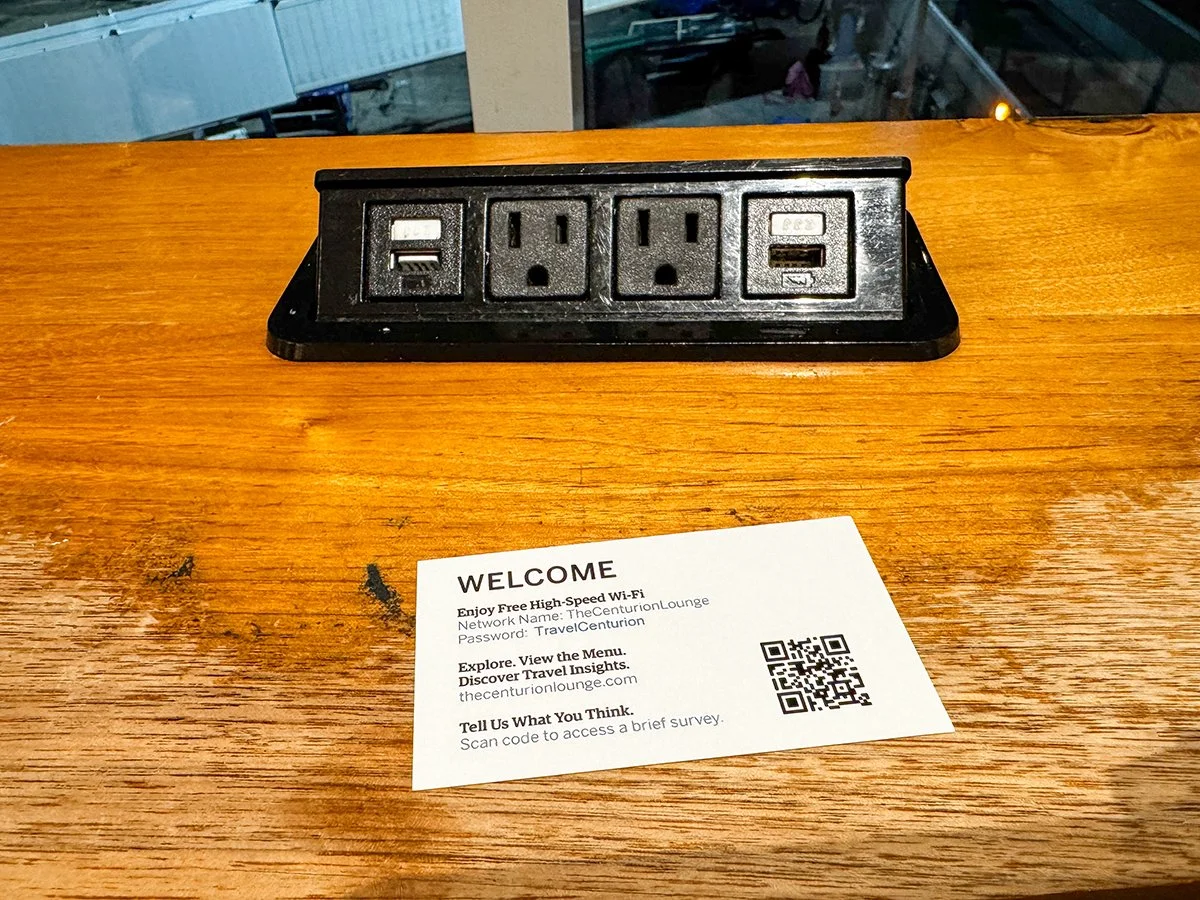 WELCOME
Enjoy Free High-Speed Wi-Fi
Network Name: TheCenturionLounge
Password: TravelCenturion
Explore. View the Menu.
Discover Travel Insights.
thecenturionlounge.com
Tell Us What You Think.
Scan code to access a brief survey.